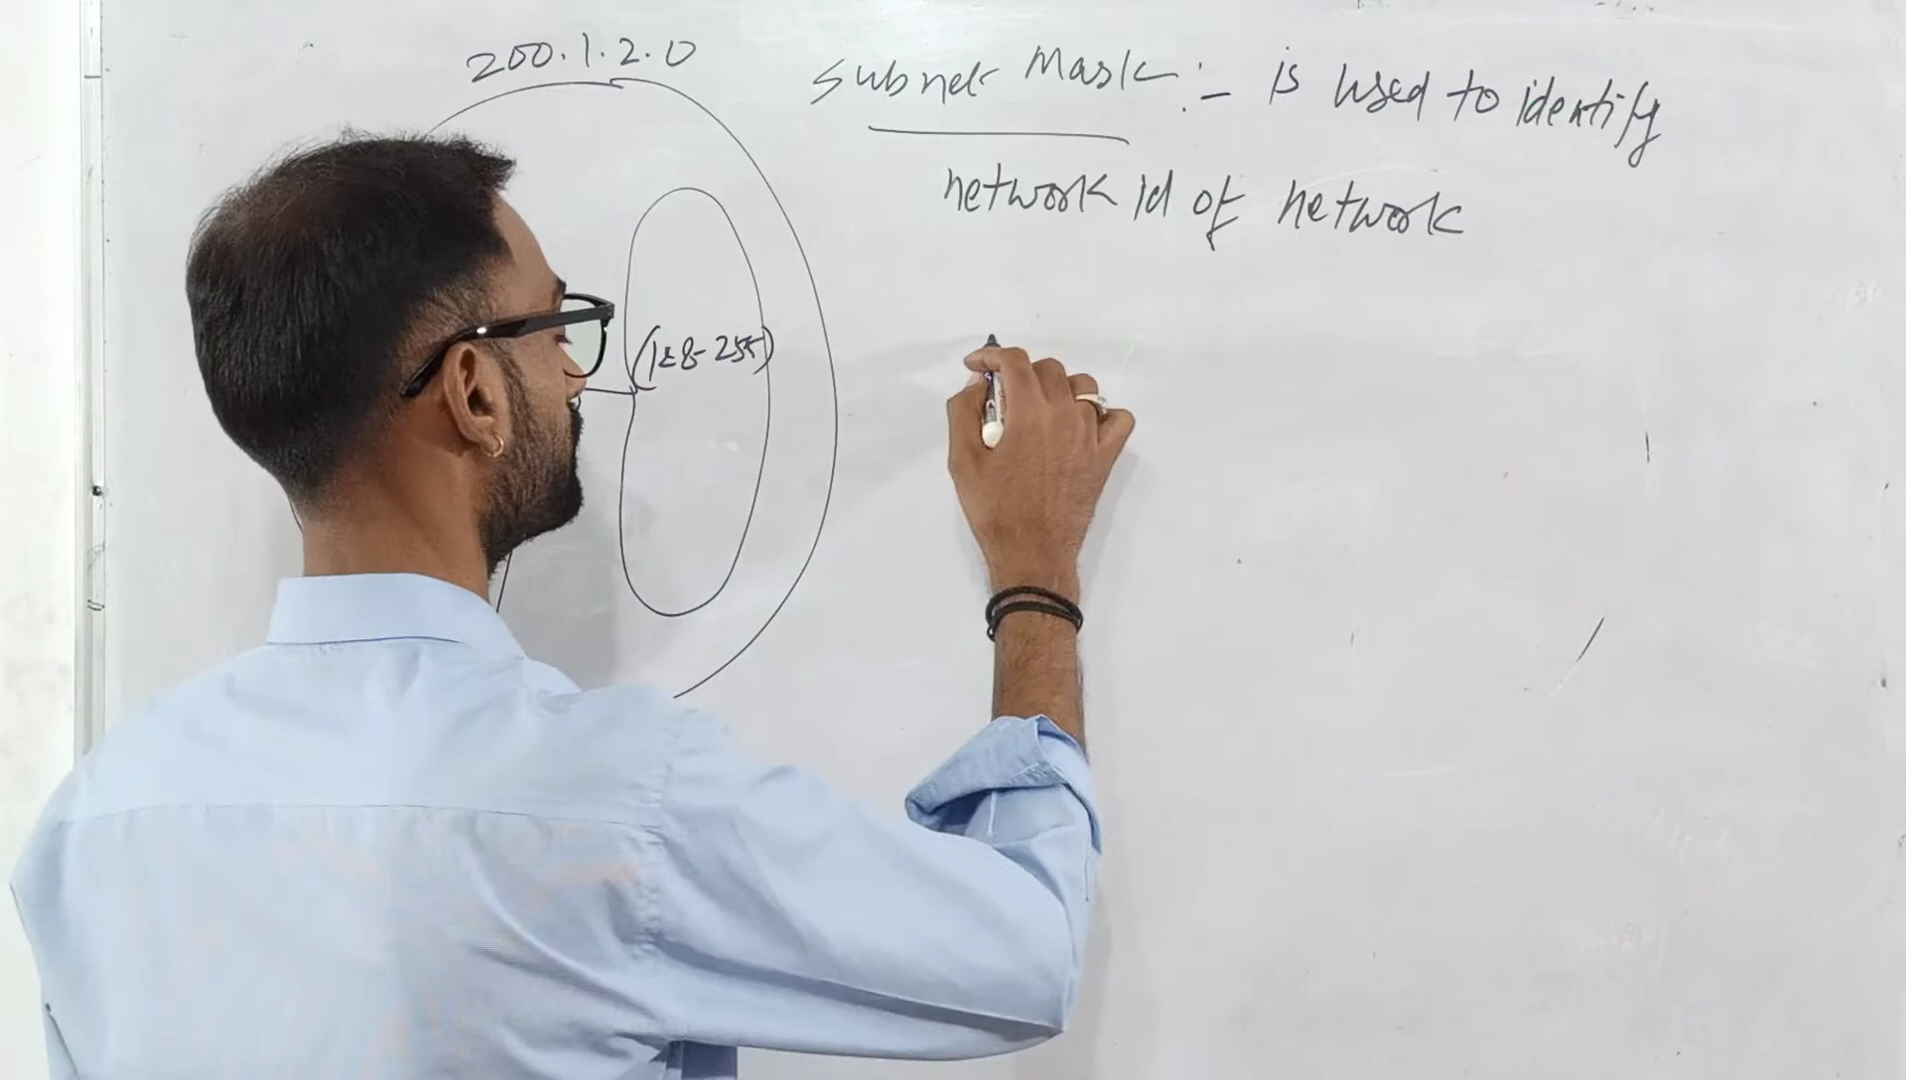 200.1.2.0
subnet Mask :- is used to identify
network id of network
(128-255)